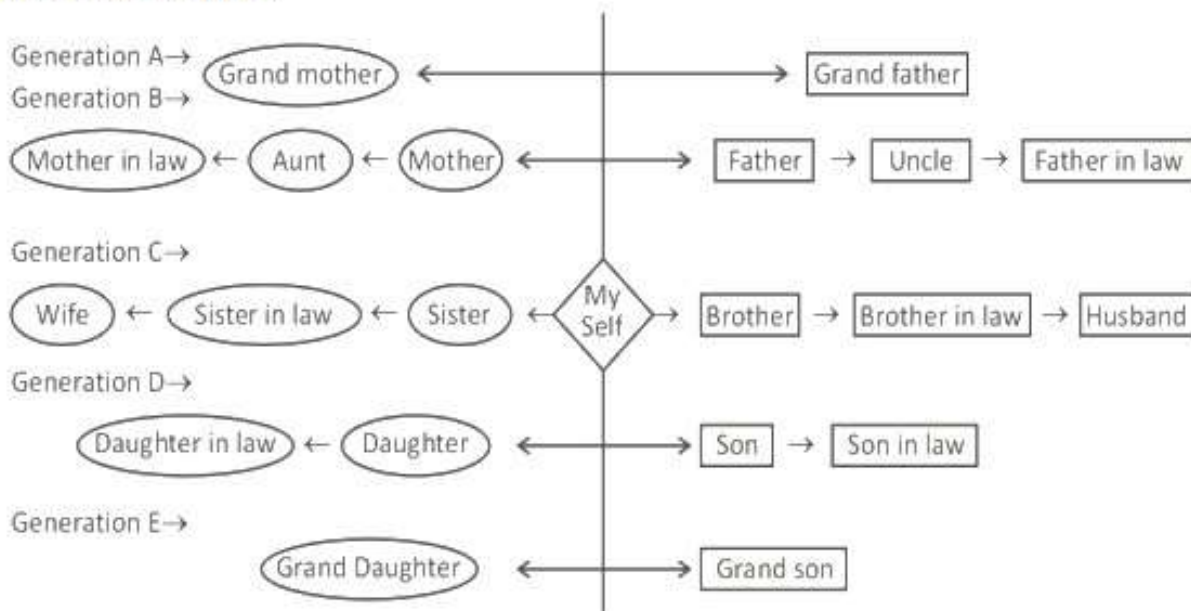 Generation A→
Grand mother Grand father
Generation B→
Mother in law ← Aunt ← Mother Father → Uncle → Father in law
Generation C→
Wife ← Sister in law ← Sister ← My Self → Brother → Brother in law → Husband
Generation D→
Daughter in law ← Daughter Son → Son in law
Generation E→
Grand Daughter Grand son